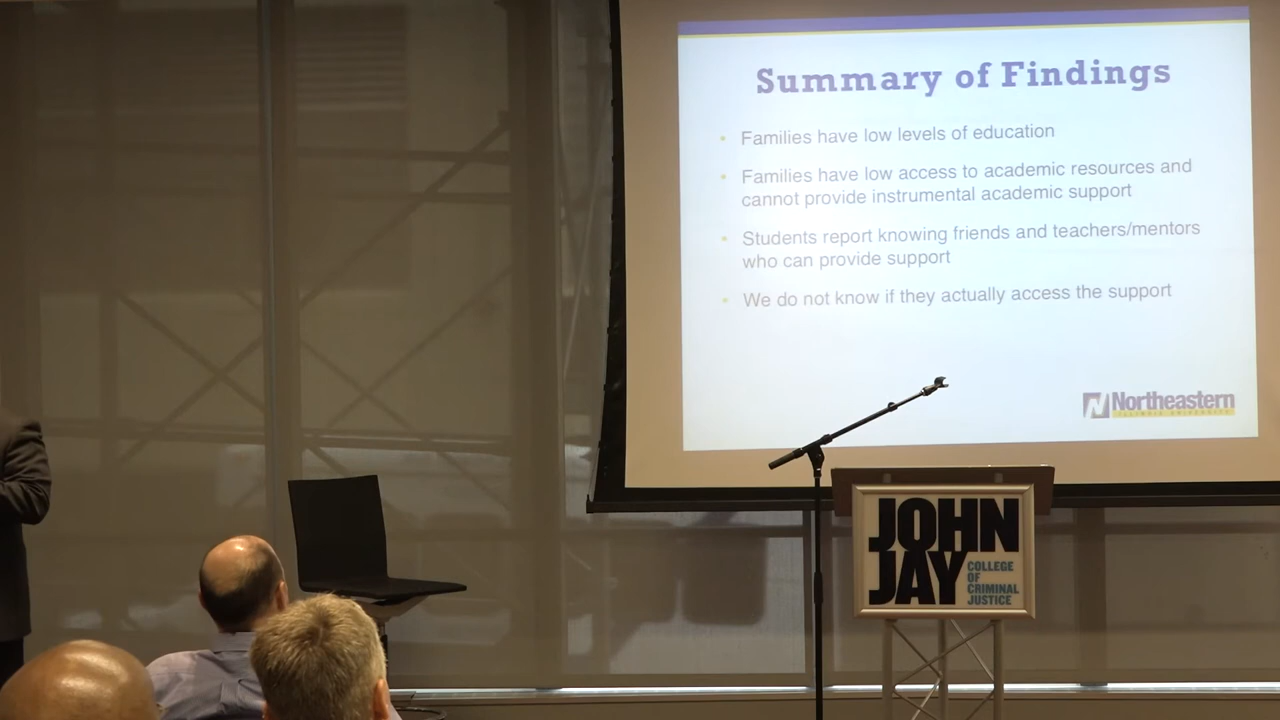 Summary of Findings
• Families have low levels of education
• Families have low access to academic resources and
cannot provide instrumental academic support
• Students report knowing friends and teachers/mentors
who can provide support
• We do not know if they actually access the support
N Northeastern
ILLINOIS UNIVERSITY
JOHN
JAY
COLLEGE
OF
CRIMINAL
JUSTICE